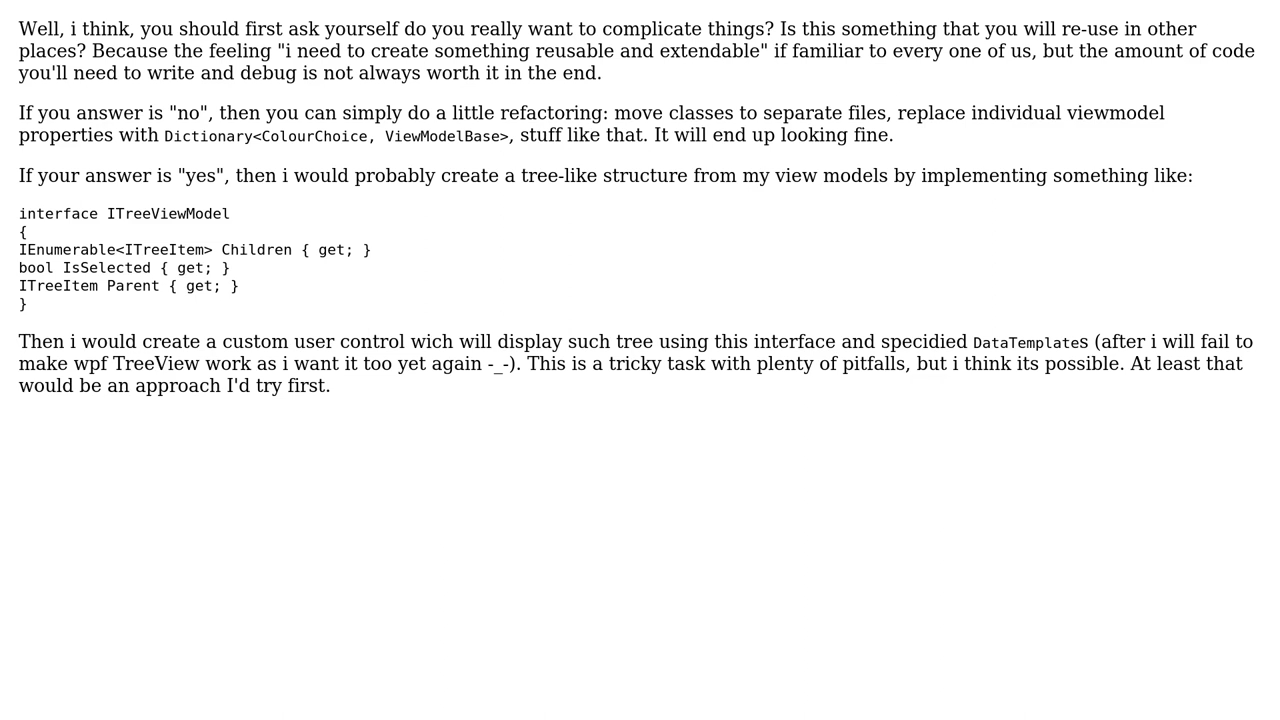 Well, i think, you should first ask yourself do you really want to complicate things? Is this something that you will re-use in other
places? Because the feeling "i need to create something reusable and extendable" if familiar to every one of us, but the amount of code
you'll need to write and debug is not always worth it in the end.
If you answer is "no", then you can simply do a little refactoring: move classes to separate files, replace individual viewmodel
properties with Dictionary<ColourChoice, ViewModelBase>, stuff like that. It will end up looking fine.
If your answer is "yes", then i would probably create a tree-like structure from my view models by implementing something like:
interface ITreeViewModel
{
IEnumerable<ITreeItem> Children { get; }
bool IsSelected { get; }
ITreeItem Parent { get; }
}
Then i would create a custom user control wich will display such tree using this interface and specidied DataTemplates (after i will fail to
make wpf TreeView work as i want it too yet again -_-). This is a tricky task with plenty of pitfalls, but i think its possible. At least that
would be an approach I'd try first.